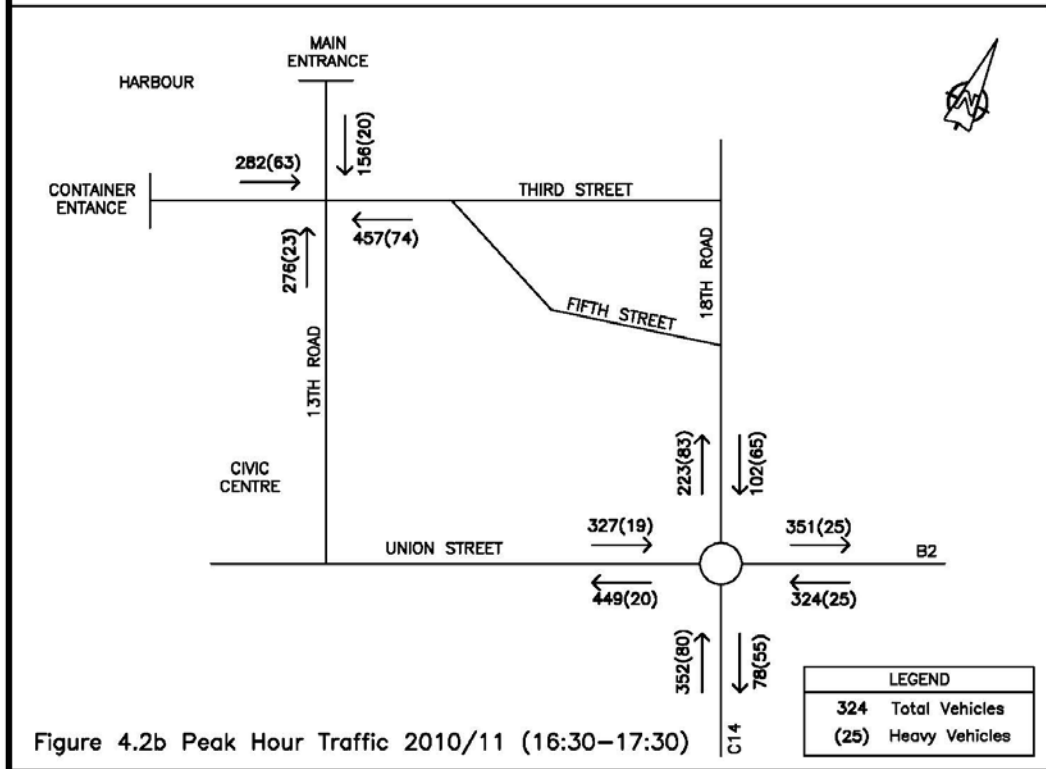 MAIN
ENTRANCE
HARBOUR
N
156(20)
282(63)
CONTAINER
ENTANCE
THIRD STREET
457(74)
276(23)
18TH ROAD
FIFTH STREET
13TH ROAD
CIVIC
CENTRE
223(83)
102(65)
327(19)
351(25)
UNION STREET
B2
449(20)
324(25)
352(80)
78(55)
C14
LEGEND
324 Total Vehicles
(25) Heavy Vehicles
Figure 4.2b Peak Hour Traffic 2010/11 (16:30-17:30)